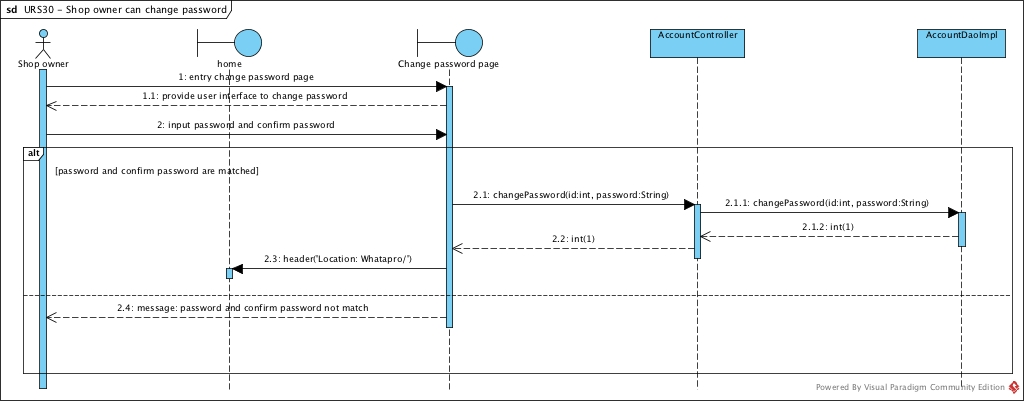 sd URS30 – Shop owner can change password
AccountController
AccountDaoImpl
Shop owner
home
Change password page
1: entry change password page
1.1: provide user interface to change password
2: input password and confirm password
alt
[password and confirm password are matched]
2.1: changePassword(id:int, password:String)
2.1.1: changePassword(id:int, password:String)
2.1.2: int(1)
2.2: int(1)
2.3: header("Location: Whatapro/')
2.4: message: password and confirm password not match
Powered By Visual Paradigm Community Edition